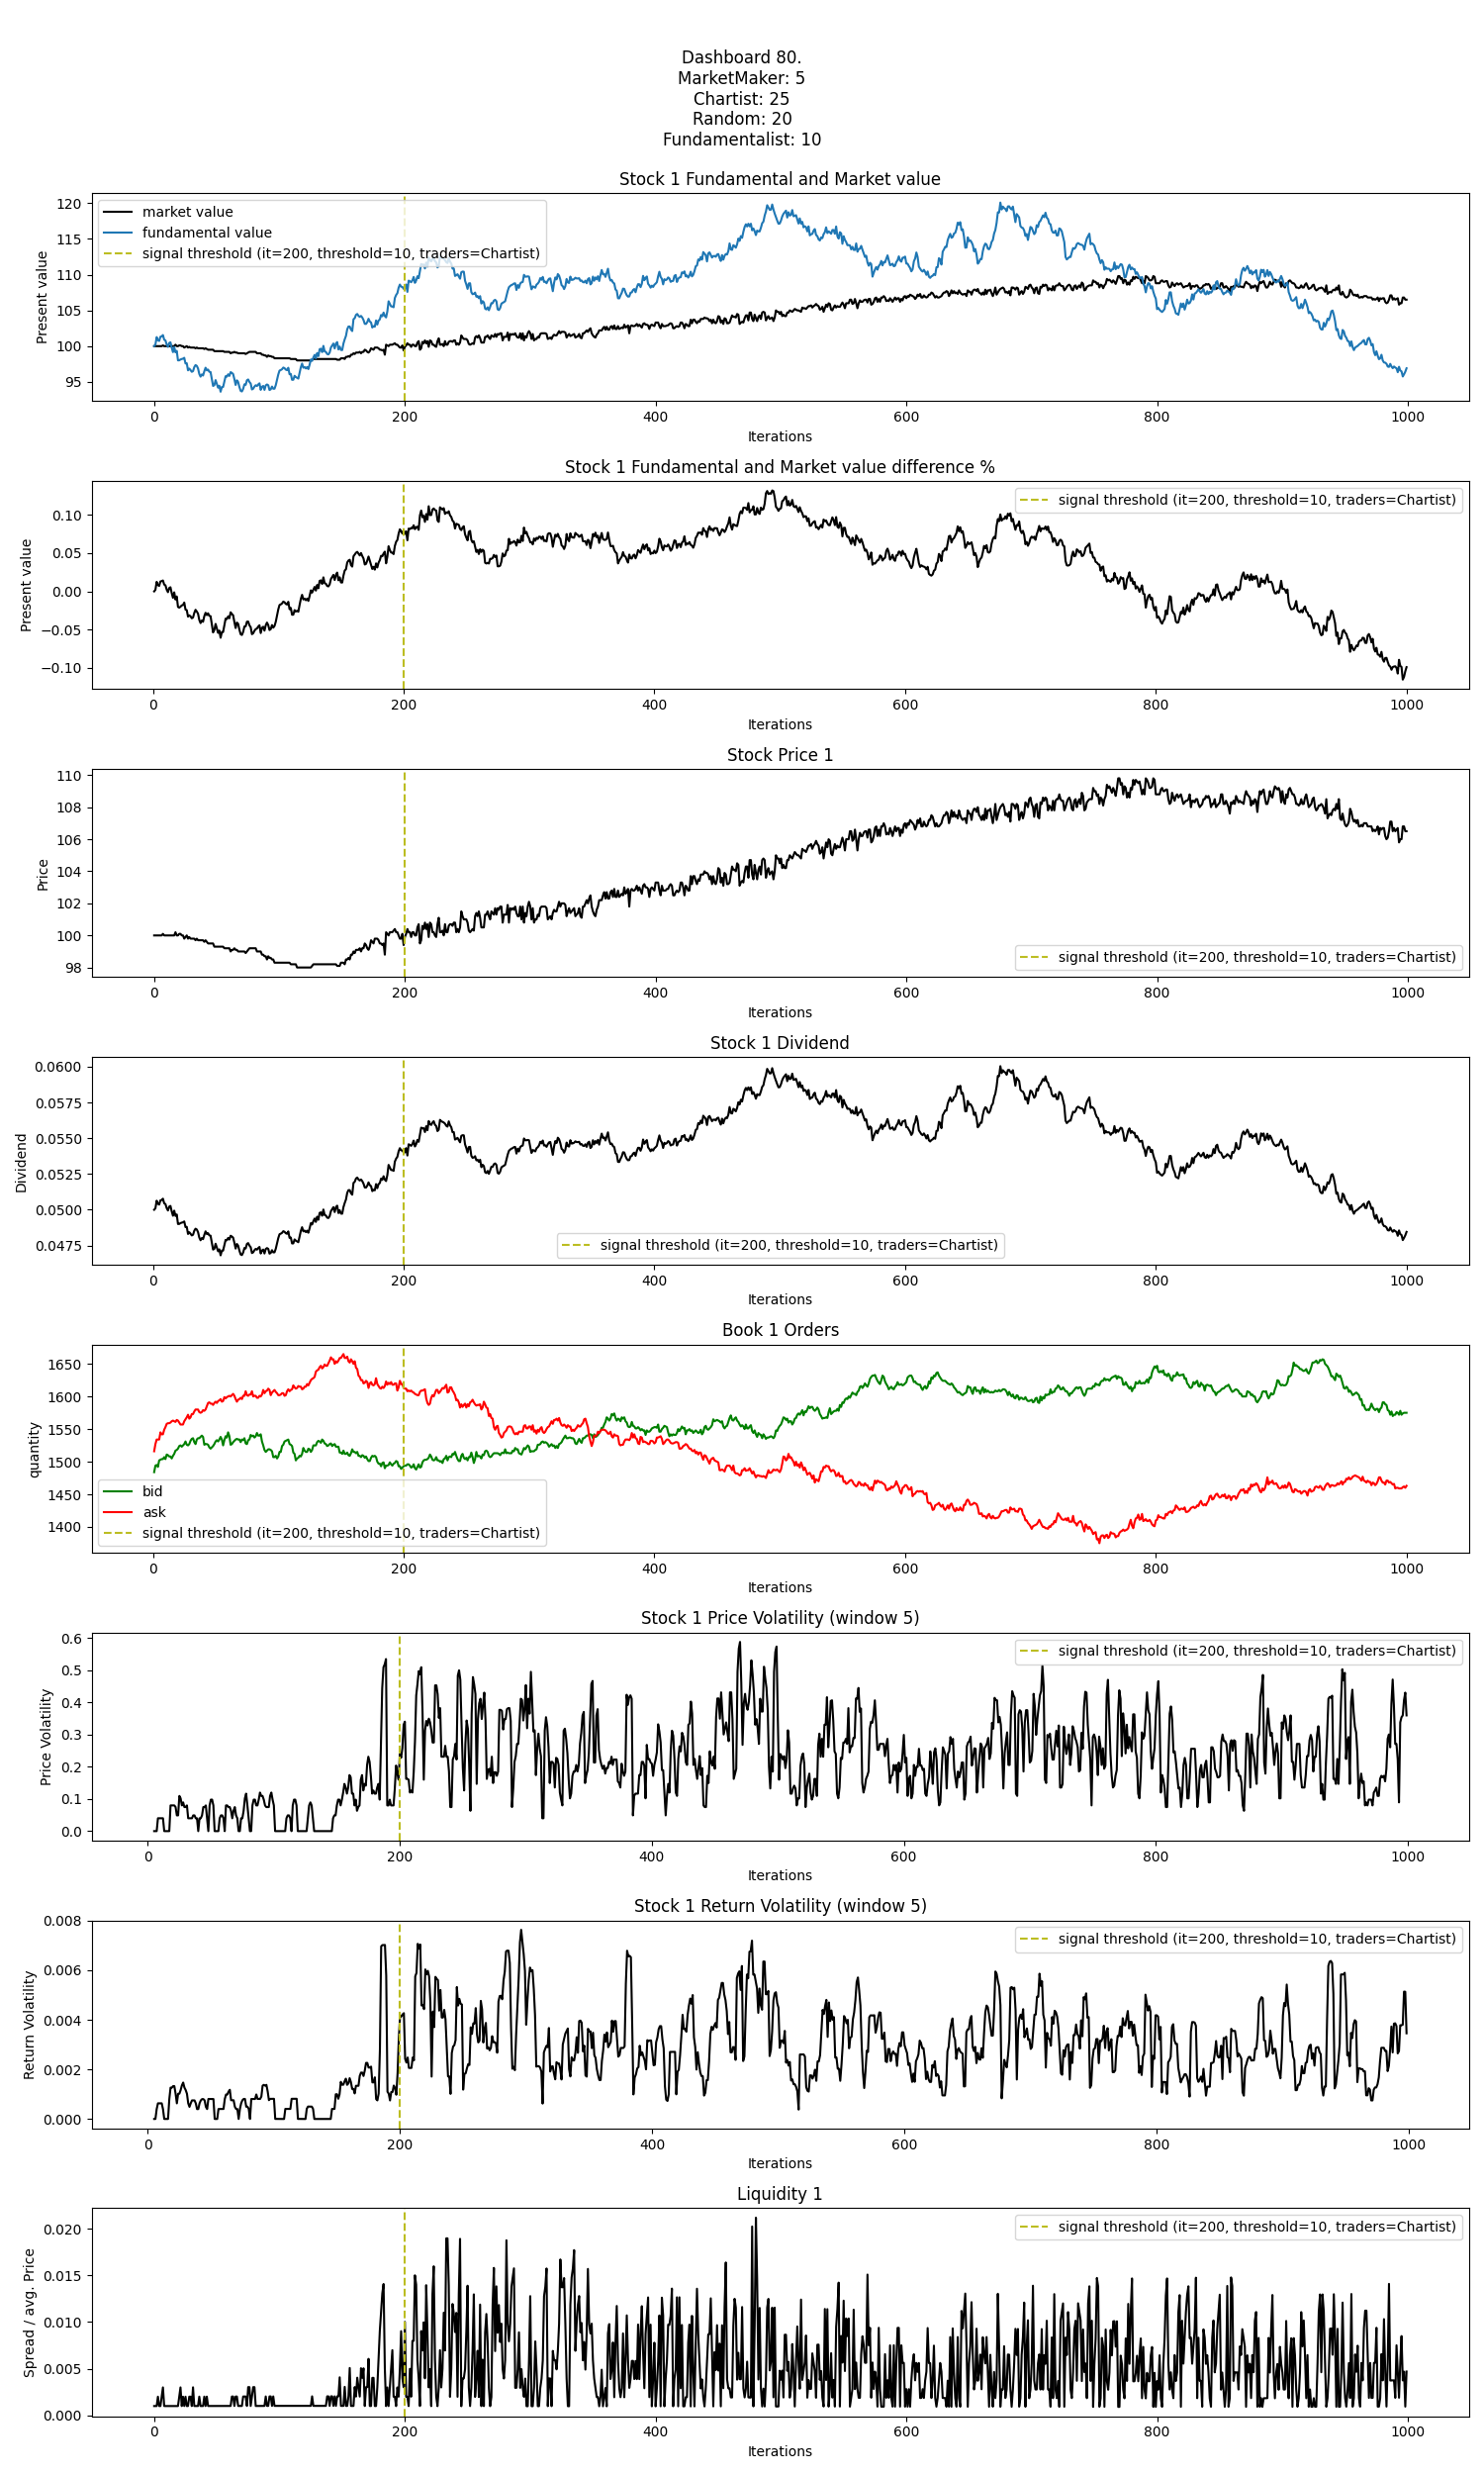 Dashboard 80.
MarketMaker: 5
Chartist: 25
Random: 20
Fundamentalist: 10
Stock 1 Fundamental and Market value
market value
fundamental value
signal threshold (it=200, threshold=10, traders=Chartist)
Present value
120
115
110
105
100
95
0 200 400 600 800 1000
Iterations
Stock 1 Fundamental and Market value difference %
signal threshold (it=200, threshold=10, traders=Chartist)
Present value
0.10
0.05
0.00
−0.05
−0.10
0 200 400 600 800 1000
Iterations
Stock Price 1
Price
110
108
106
104
102
100
98
signal threshold (it=200, threshold=10, traders=Chartist)
0 200 400 600 800 1000
Iterations
Stock 1 Dividend
Dividend
0.0600
0.0575
0.0550
0.0525
0.0500
0.0475
signal threshold (it=200, threshold=10, traders=Chartist)
0 200 400 600 800 1000
Iterations
Book 1 Orders
quantity
1650
1600
1550
1500
1450
1400
bid
ask
signal threshold (it=200, threshold=10, traders=Chartist)
0 200 400 600 800 1000
Iterations
Stock 1 Price Volatility (window 5)
signal threshold (it=200, threshold=10, traders=Chartist)
Price Volatility
0.6
0.5
0.4
0.3
0.2
0.1
0.0
0 200 400 600 800 1000
Iterations
Stock 1 Return Volatility (window 5)
signal threshold (it=200, threshold=10, traders=Chartist)
Return Volatility
0.008
0.006
0.004
0.002
0.000
0 200 400 600 800 1000
Iterations
Liquidity 1
signal threshold (it=200, threshold=10, traders=Chartist)
Spread / avg. Price
0.020
0.015
0.010
0.005
0.000
0 200 400 600 800 1000
Iterations